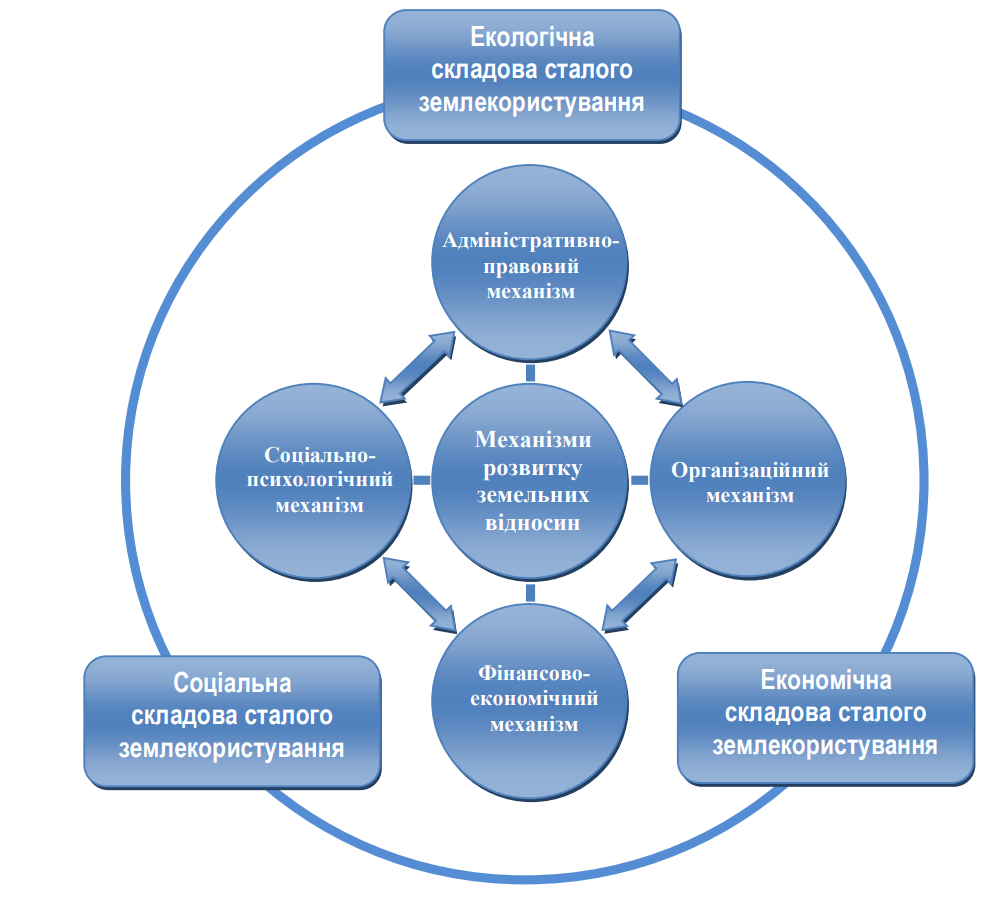 Екологічна
складова сталого
землекористування
Адміністративно-
правовий
механізм
Соціально-
психологічний
механізм
Механізми
розвитку
земельних
відносин
Організаційний
механізм
Фінансово-
економічний
механізм
Соціальна
складова сталого
землекористування
Економічна
складова сталого
землекористування